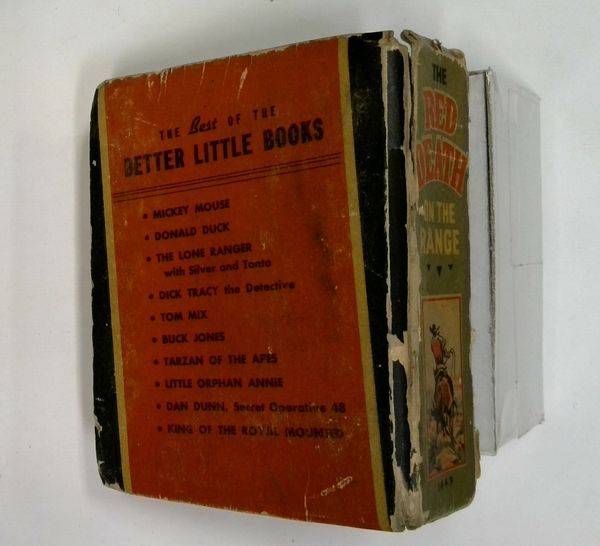 THE Best OF THE
BETTER LITTLE BOOKS
• MICKEY MOUSE
• DONALD DUCK
• THE LONE RANGER
with Silver and Tonto
• DICK TRACY the Detective
• TOM MIX
• BUCK JONES
• TARZAN OF THE APES
• LITTLE ORPHAN ANNIE
• DAN DUNN, Secret Operative 48
• KING OF THE ROYAL MOUNTED
THE
RED
DEATH
ON THE
RANGE